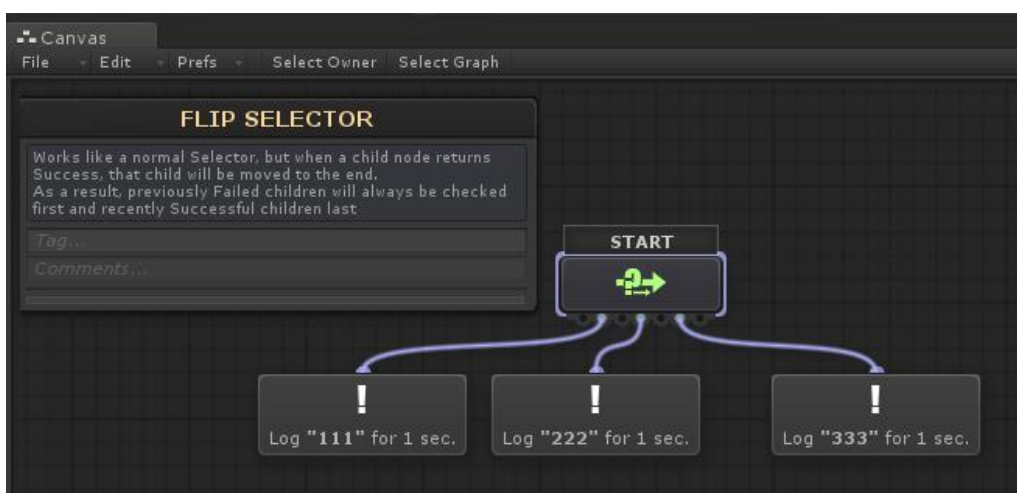 Canvas
File Edit Prefs Select Owner Select Graph
FLIP SELECTOR
Works like a normal Selector, but when a child node returns
Success, that child will be moved to the end.
As a result, previously Failed children will always be checked
first and recently Successful children last
Tag...
Comments...
START
Log "111" for 1 sec.
Log "222" for 1 sec.
Log "333" for 1 sec.